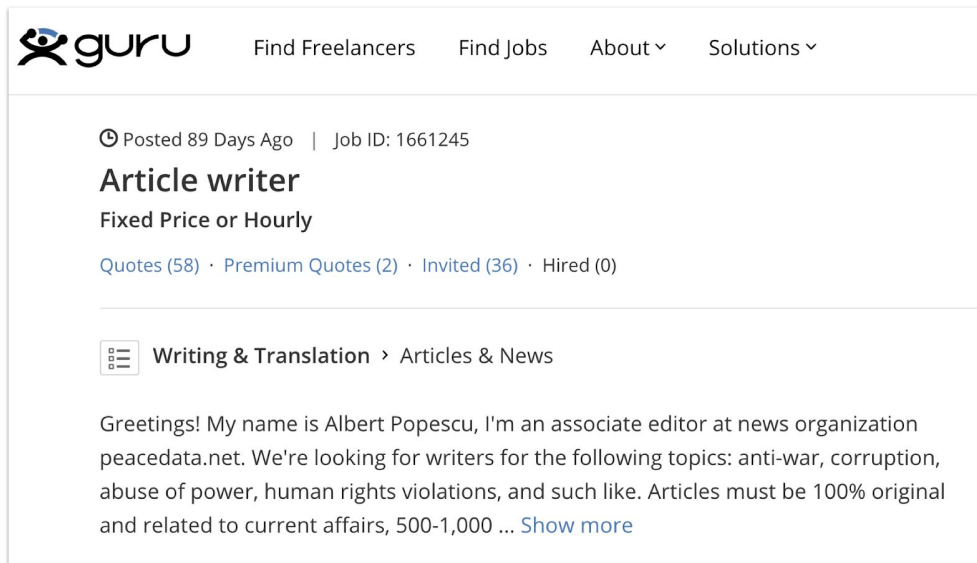 guru Find Freelancers Find Jobs About Solutions
Posted 89 Days Ago | Job ID: 1661245
Article writer
Fixed Price or Hourly
Quotes (58) · Premium Quotes (2) · Invited (36) · Hired (0)
Writing & Translation > Articles & News
Greetings! My name is Albert Popescu, I'm an associate editor at news organization
peacedata.net. We're looking for writers for the following topics: anti-war, corruption,
abuse of power, human rights violations, and such like. Articles must be 100% original
and related to current affairs, 500-1,000 ... Show more